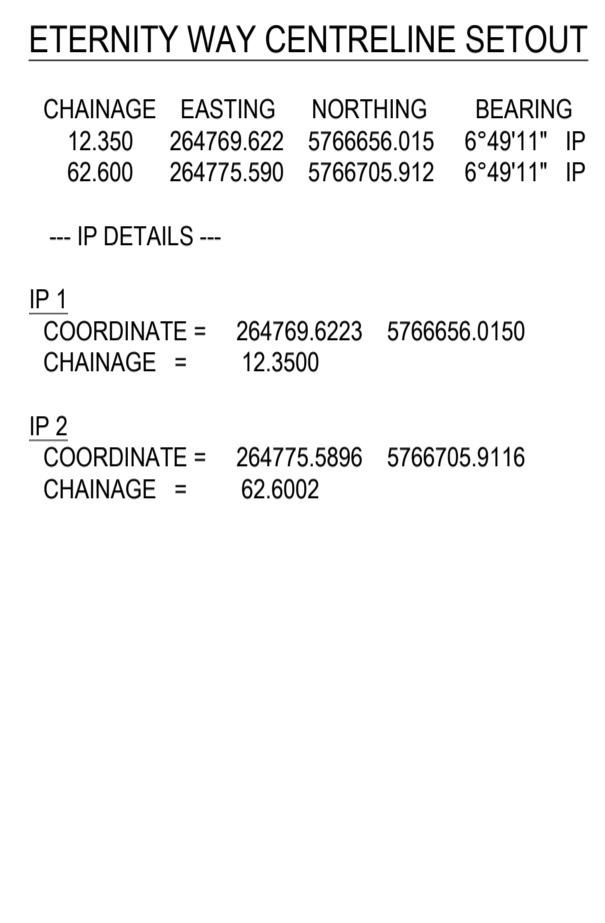 ETERNITY WAY CENTRELINE SETOUT
CHAINAGE EASTING NORTHING BEARING
12.350 264769.622 5766656.015 6°49'11" IP
62.600 264775.590 5766705.912 6°49'11" IP
--- IP DETAILS ---
IP 1
COORDINATE = 264769.6223 5766656.0150
CHAINAGE = 12.3500
IP 2
COORDINATE = 264775.5896 5766705.9116
CHAINAGE = 62.6002